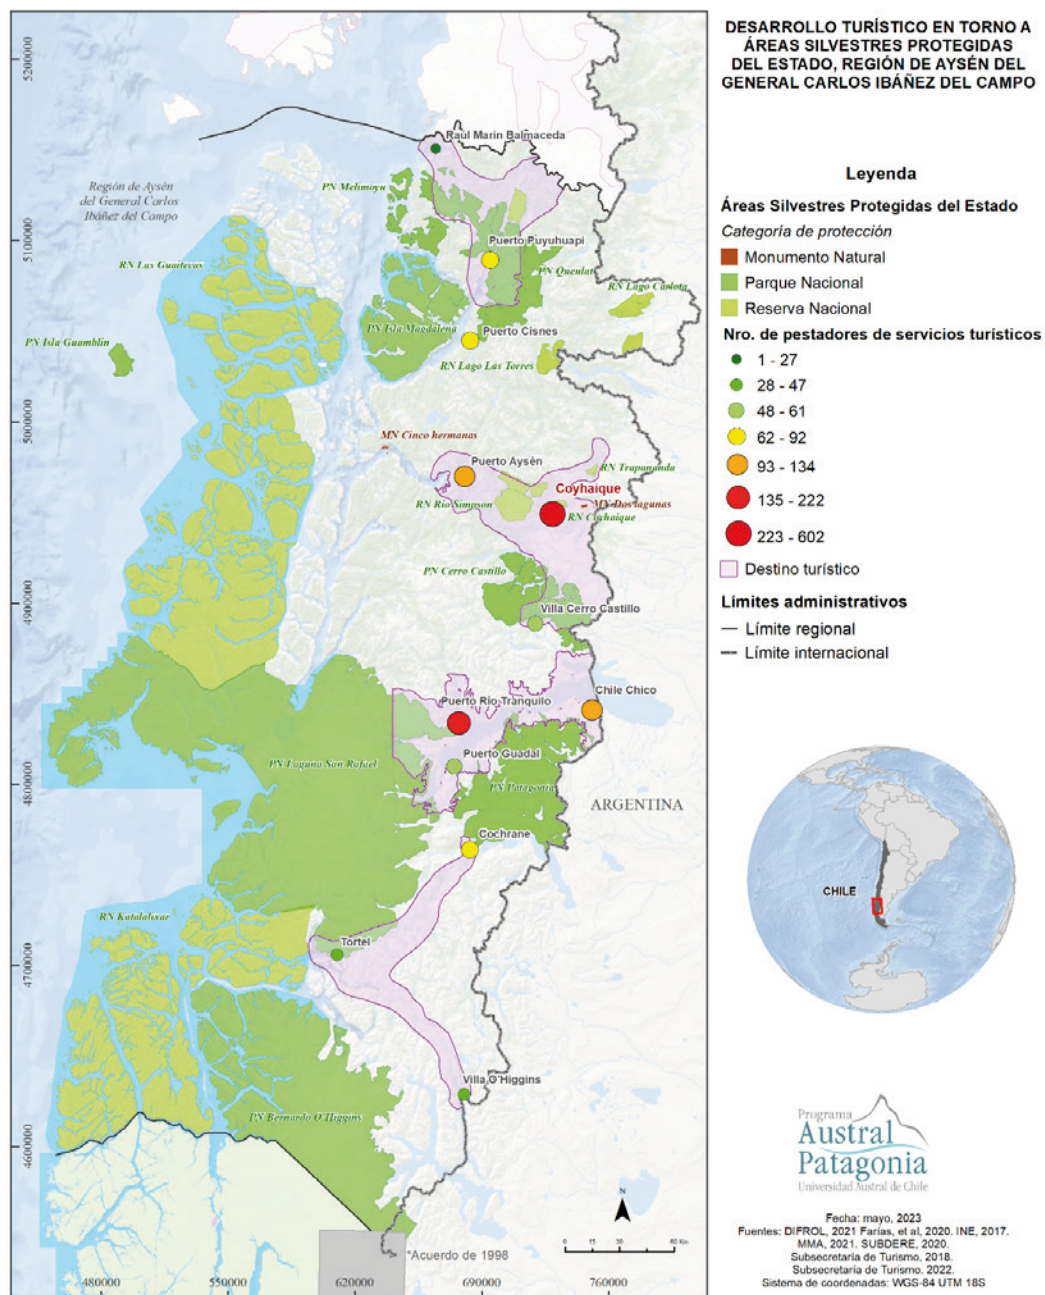 DESARROLLO TURÍSTICO EN TORNO A
ÁREAS SILVESTRES PROTEGIDAS
DEL ESTADO, REGIÓN DE AYSÉN DEL
GENERAL CARLOS IBÁÑEZ DEL CAMPO
Leyenda
Áreas Silvestres Protegidas del Estado
Categoría de protección
Monumento Natural
Parque Nacional
Reserva Nacional
Nro. de pestadores de servicios turísticos
1 - 27
28 - 47
48 - 61
62 - 92
93 - 134
135 - 222
223 - 602
Destino turístico
Límites administrativos
Límite regional
Límite internacional
CHILE
Programa
Austral
Patagonia
Universidad Austral de Chile
Fecha: mayo, 2023
Fuentes: DIFROL, 2021 Farías, et al, 2020. INE, 2017.
MMA, 2021. SUBDERE, 2020.
Subsecretaría de Turismo, 2018.
Subsecretaría de Turismo. 2022.
Sistema de coordenadas: WGS-84 UTM 18S
5200000
5100000
5000000
4900000
4800000
4700000
4600000
Raúl Marín Balmaceda
Región de Aysén
del General Carlos
Ibáñez del Campo
PN Melimoyu
Puerto Puyuhuapi
RN Las Guaitecas
PN Queulat
RN Lago Carlota
PN Isla Magdalena
Puerto Cisnes
PN Isla Guamblin
RN Lago Las Torres
MN Cinco hermanas
Puerto Aysén
RN Trapananda
Coyhaique
RN Río Simpson
MN Dos lagunas
RN Coyhaique
PN Cerro Castillo
Villa Cerro Castillo
Chile Chico
Puerto Río Tranquilo
Puerto Guadal
PN Laguna San Rafael
PN Patagonia
ARGENTINA
Cochrane
RN Katalalixar
Tortel
Villa O'Higgins
PN Bernardo O'Higgins
N
0 15 30 60 Km
*Acuerdo de 1998
480000
550000
620000
690000
7600000